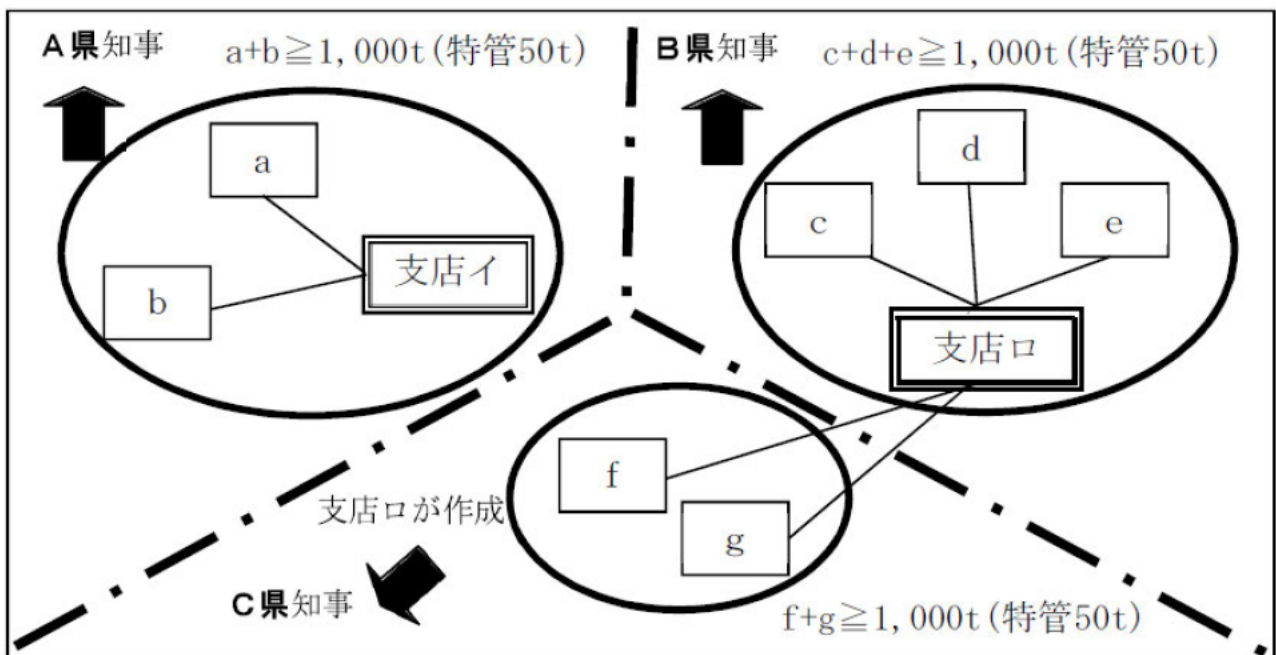 A県知事
a+b≧1,000t(特管50t)
B県知事
c+d+e≧1,000t(特管50t)
a
b
支店イ
d
c
e
支店ロ
f
g
支店ロが作成
C県知事
f+g≧1,000t(特管50t)